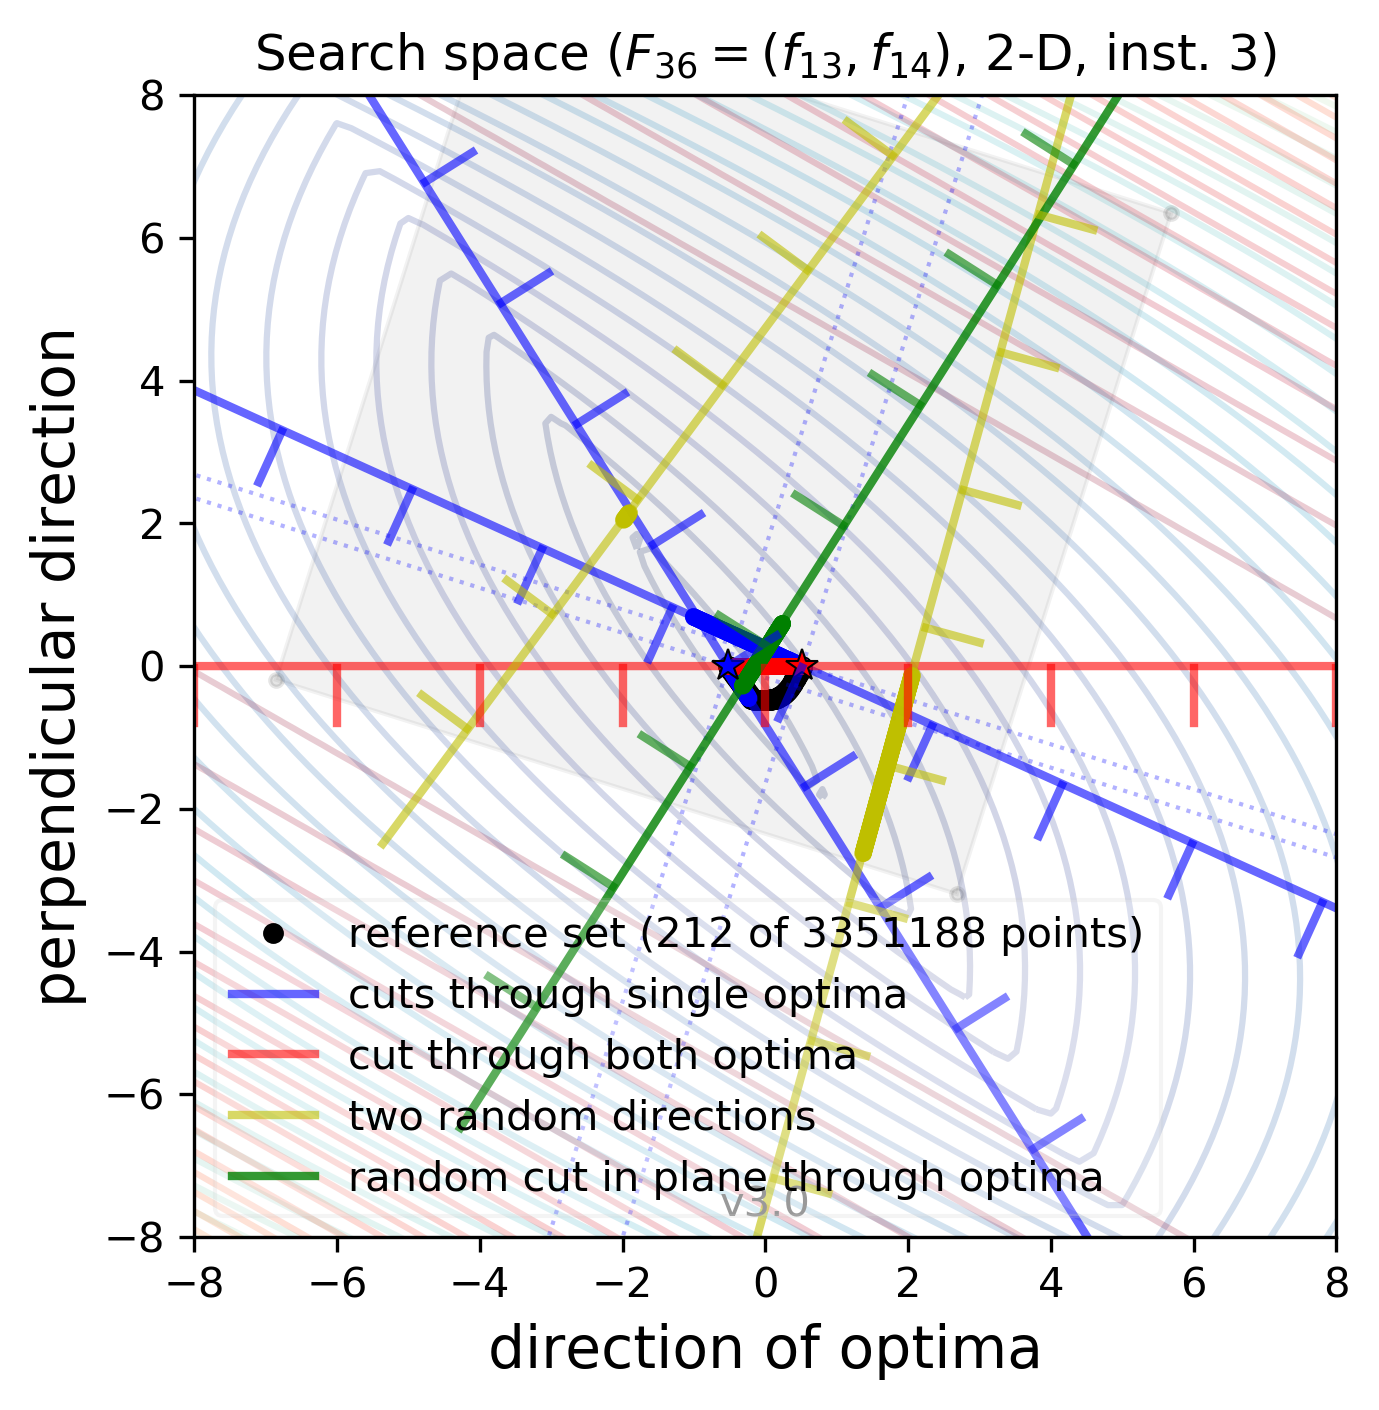 Search space (F36 = (f13, f14), 2-D, inst. 3)
8
6
4
2
0
−2
−4
−6
−8
perpendicular direction
reference set (212 of 3351188 points)
cuts through single optima
cut through both optima
two random directions
random cut in plane through optima
v3.0
−8 −6 −4 −2 0 2 4 6 8
direction of optima